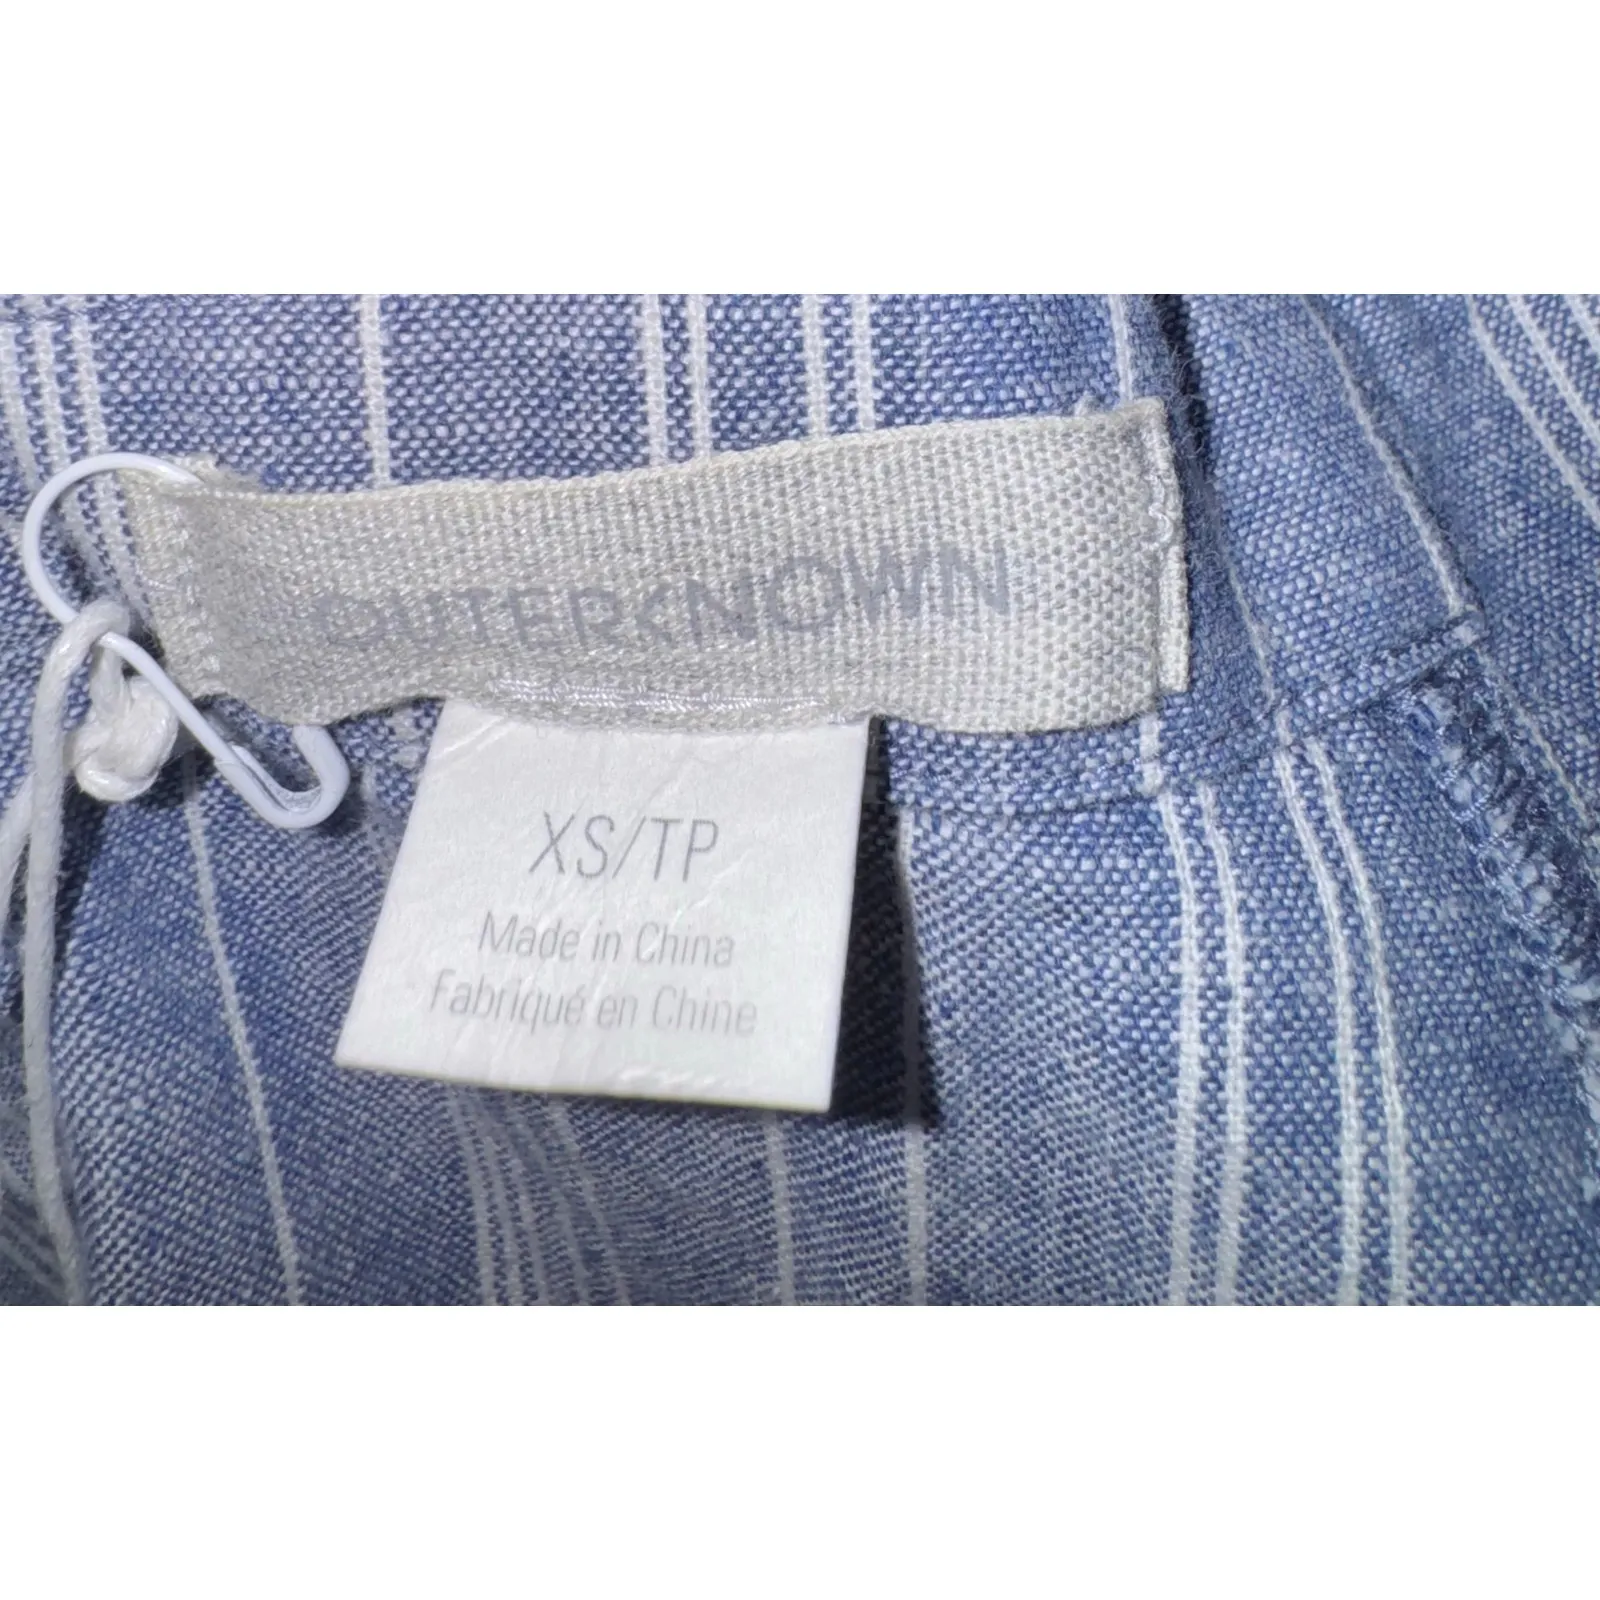 OUTERKNOWN
XS/TP
Made in China
Fabriqué en Chine